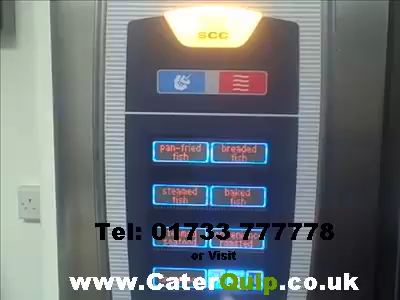 SCC
pan-fried fish
breaded fish
steamed fish
baked fish
Tel: 01733 777778
or Visit
www.CaterQuip.co.uk